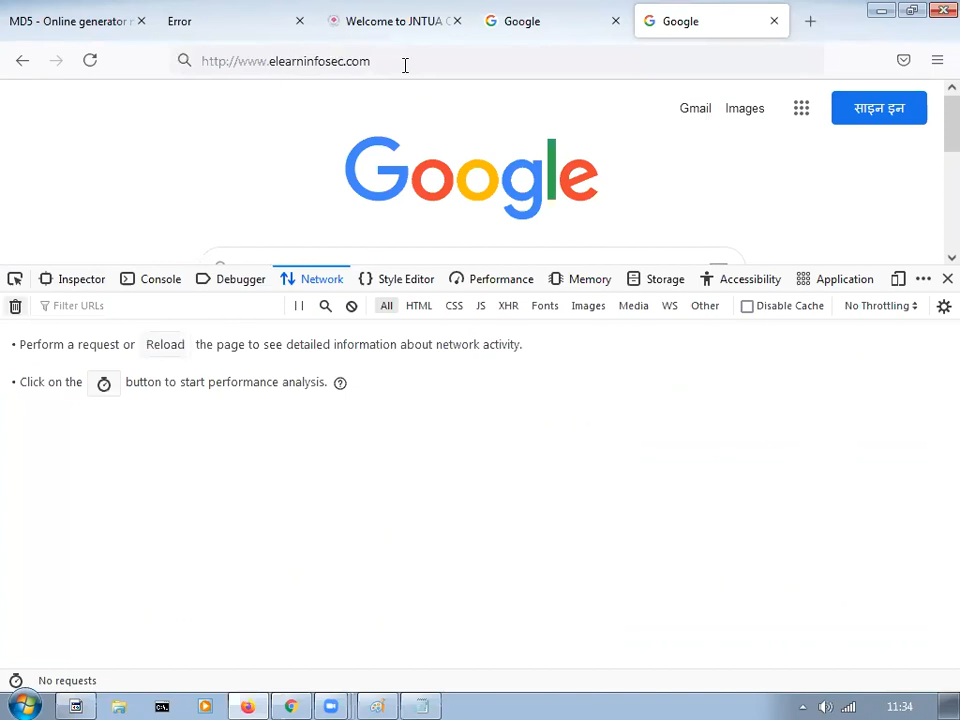 MD5 - Online generator
Error
Welcome to JNTUA
Google
Google
http://www.elearninfosec.com
Gmail
Images
साइन इन
Google
Inspector
Console
Debugger
Network
Style Editor
Performance
Memory
Storage
Accessibility
Application
Filter URLs
All
HTML
CSS
JS
XHR
Fonts
Images
Media
WS
Other
Disable Cache
No Throttling
• Perform a request or Reload the page to see detailed information about network activity.
• Click on the button to start performance analysis.
No requests
11:34